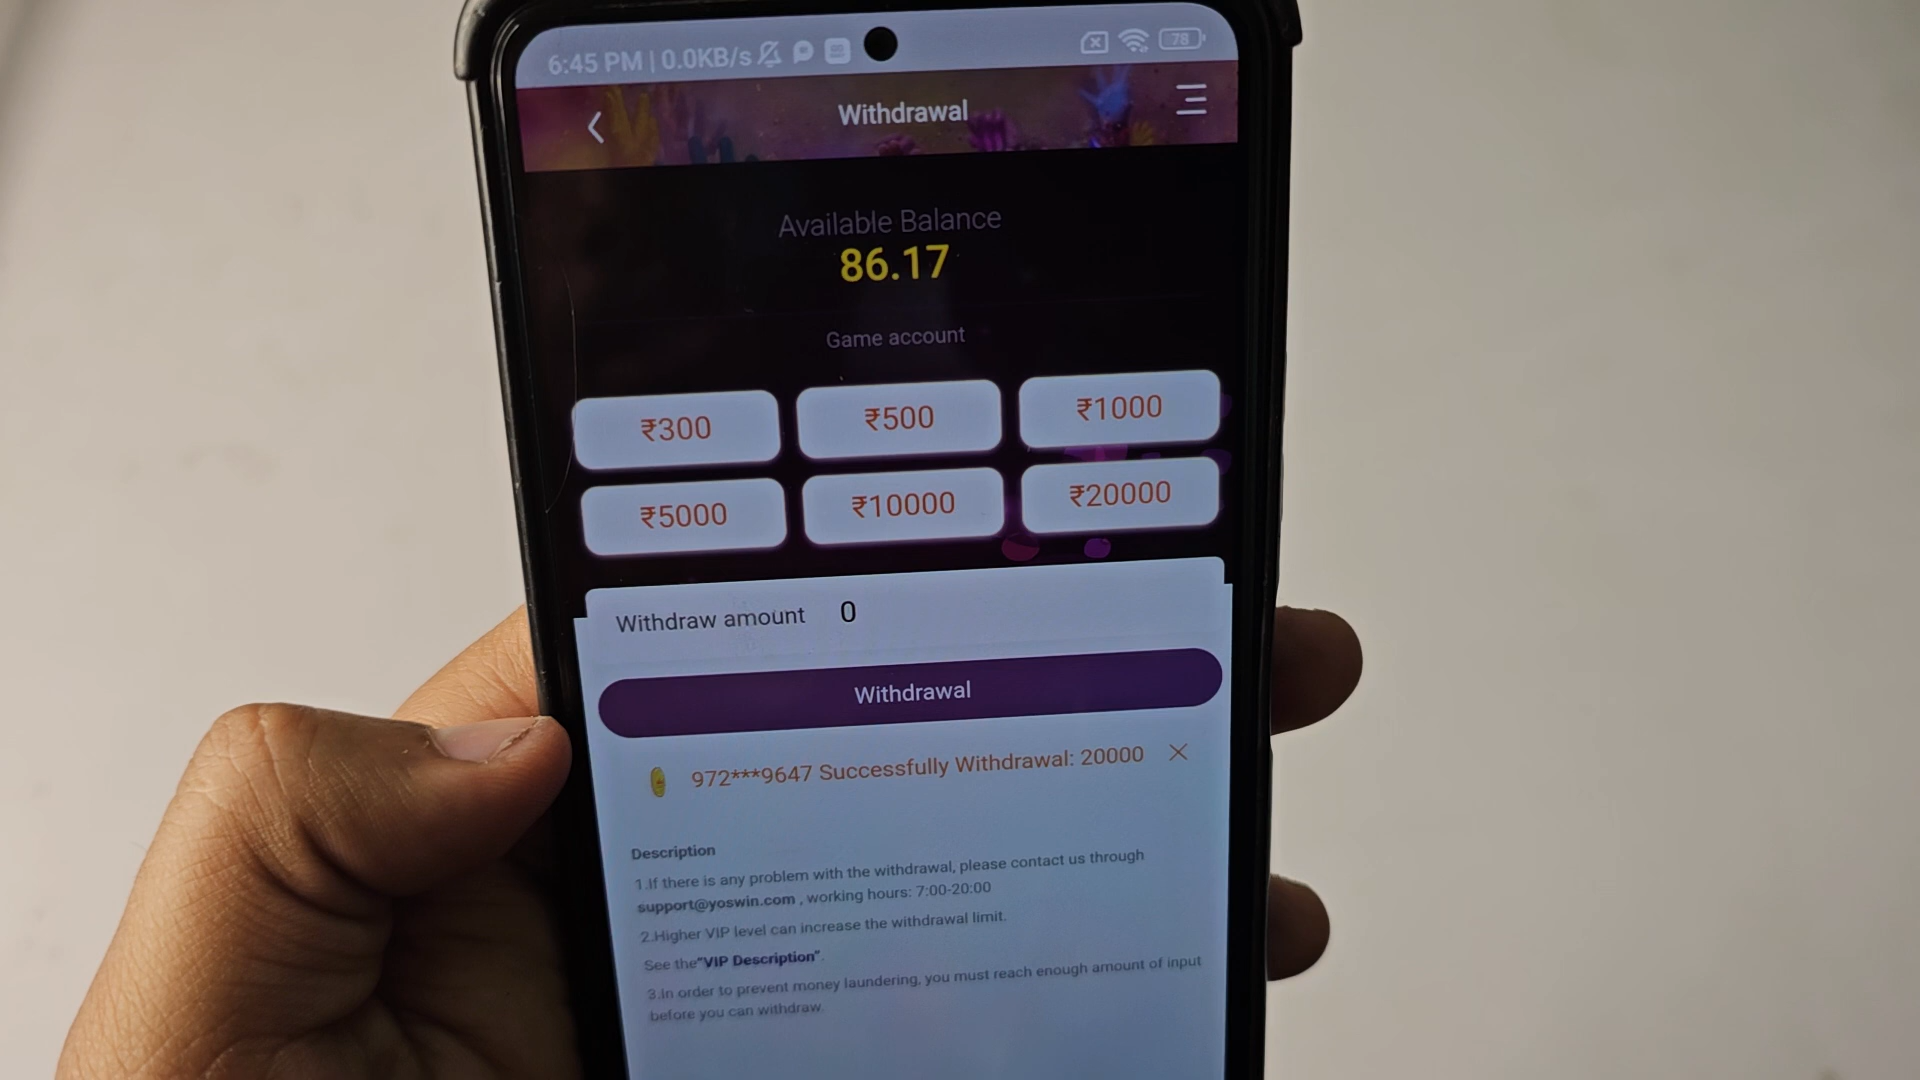 6:45 PM | 0.0KB/s 78
Withdrawal
Available Balance
86.17
Game account
₹300 ₹500 ₹1000
₹5000 ₹10000 ₹20000
Withdraw amount 0
Withdrawal
972***9647 Successfully Withdrawal: 20000
Description
1.If there is any problem with the withdrawal, please contact us through
support@yoswin.com , working hours: 7:00-20:00
2.Higher VIP level can increase the withdrawal limit.
See the"VIP Description".
3.In order to prevent money laundering, you must reach enough amount of input
before you can withdraw.